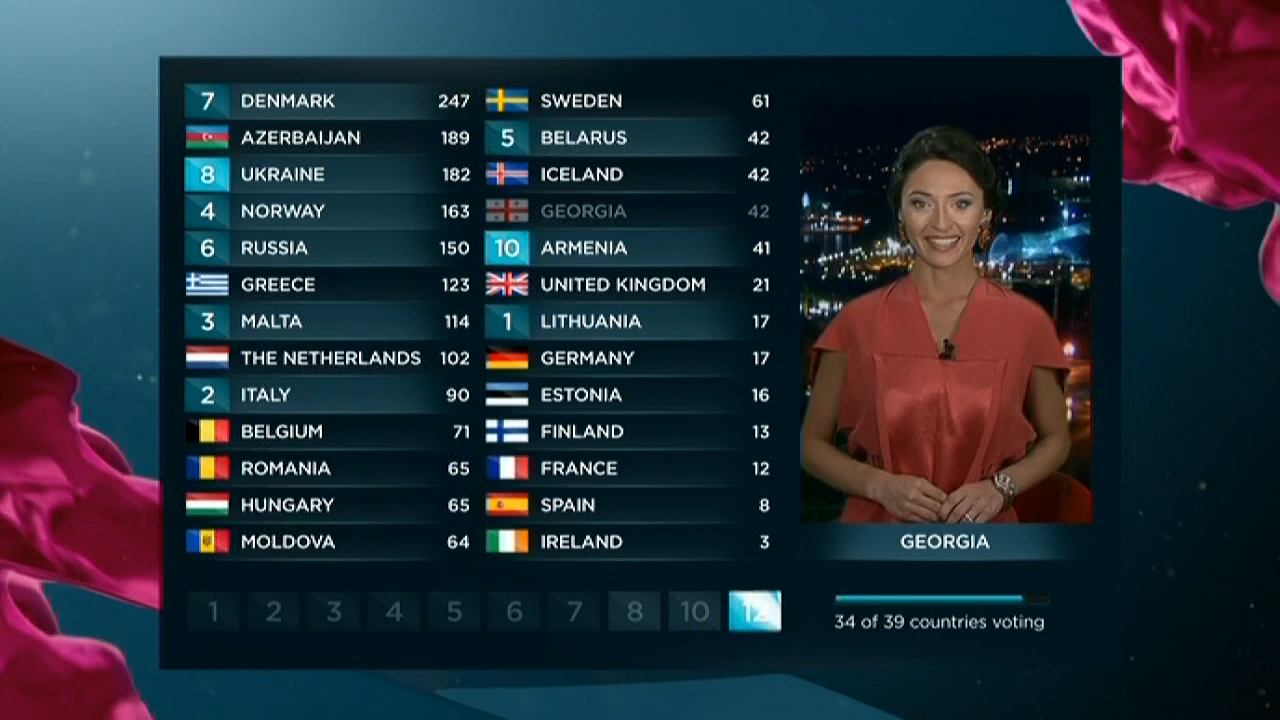 7 DENMARK 247
AZERBAIJAN 189
8 UKRAINE 182
4 NORWAY 163
6 RUSSIA 150
GREECE 123
3 MALTA 114
THE NETHERLANDS 102
2 ITALY 90
BELGIUM 71
ROMANIA 65
HUNGARY 65
MOLDOVA 64
SWEDEN 61
5 BELARUS 42
ICELAND 42
GEORGIA 42
10 ARMENIA 41
UNITED KINGDOM 21
1 LITHUANIA 17
GERMANY 17
ESTONIA 16
FINLAND 13
FRANCE 12
SPAIN 8
IRELAND 3
1 2 3 4 5 6 7 8 10 12
GEORGIA
34 of 39 countries voting